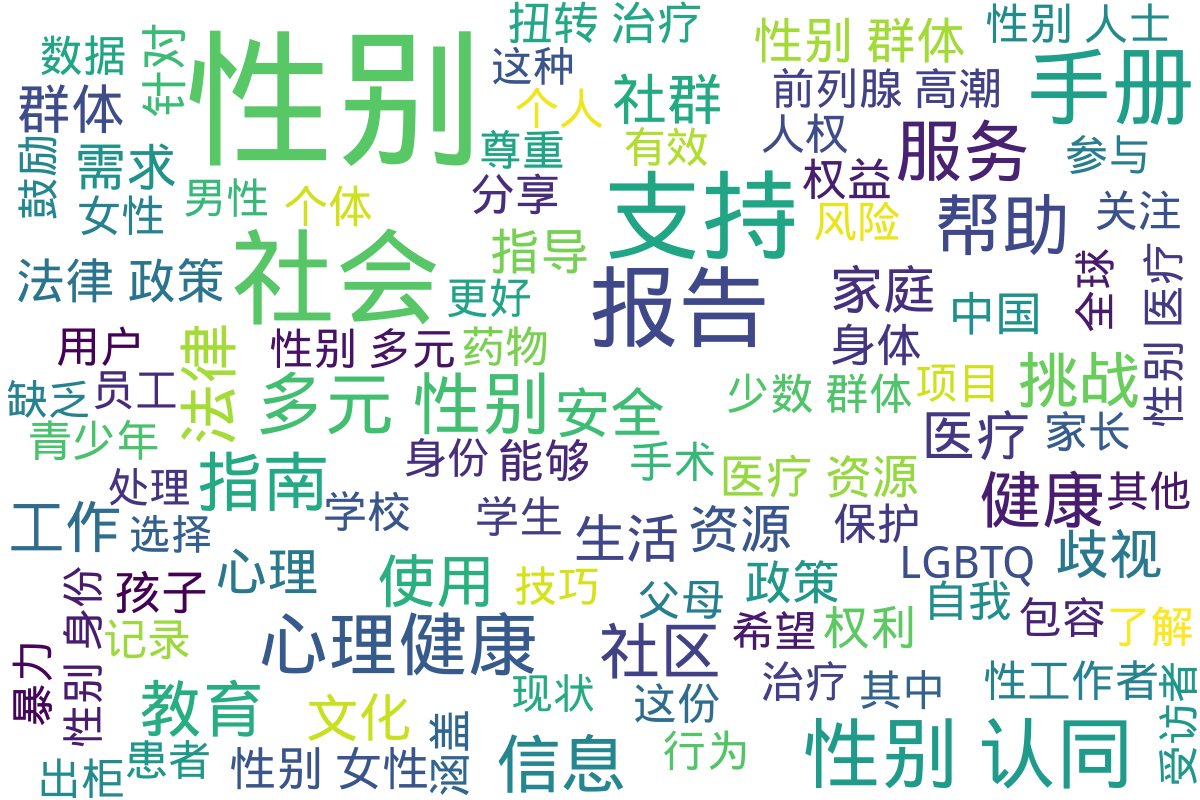 扭转 治疗
性别 群体
性别 人士
数据
针对
性别
这种
社群
手册
前列腺 高潮
群体
个人
人权
服务
尊重
有效
参与
鼓励
需求
支持
权益
男性
个体
分享
风险
帮助
关注
女性
社会
指导
法律 政策
更好
报告
家庭
中国
全球
性别 医疗
用户
法律
性别 多元
药物
身体
挑战
缺乏
员工
多元 性别
安全
少数 群体
项目
青少年
身份
能够
手术
医疗
家长
指南
医疗 资源
处理
健康
其他
工作
选择
学校
学生
生活
资源
保护
心理
使用
技巧
父母
政策
LGBTQ
歧视
孩子
自我
包容
了解
性别 身份
记录
心理健康
社区
希望
权利
暴力
教育
文化
现状
这份
治疗
其中
性工作者
受访者
患者
出柜
性别 女性
涵盖
信息
行为
性别 认同